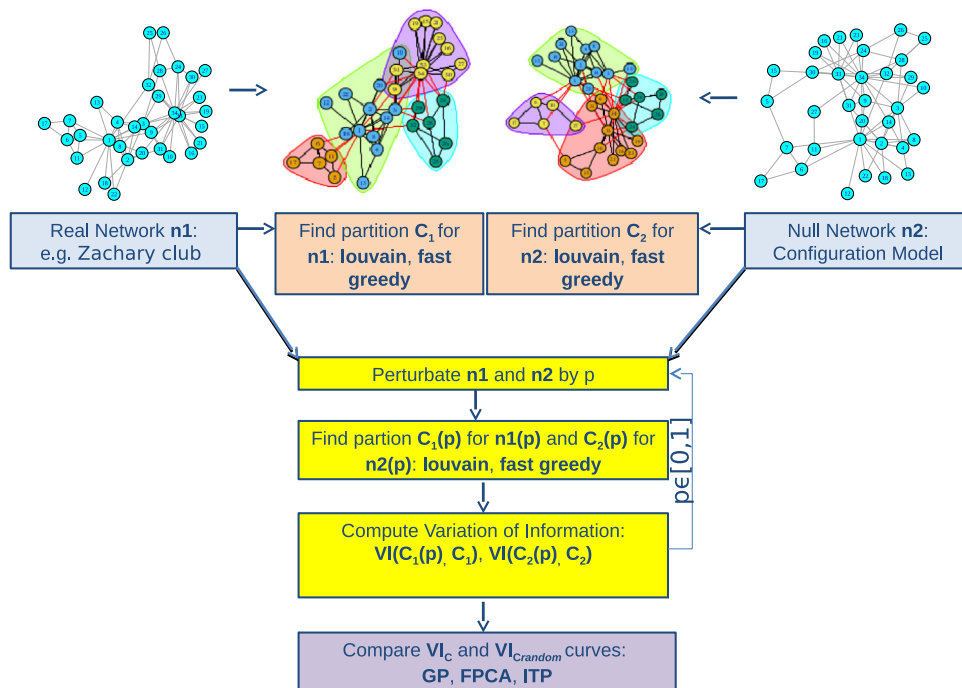 Real Network n1:
e.g. Zachary club
Find partition C1 for
n1: louvain, fast
greedy
Find partition C2 for
n2: louvain, fast
greedy
Null Network n2:
Configuration Model
Perturbate n1 and n2 by p
Find partion C1(p) for n1(p) and C2(p) for
n2(p): louvain, fast greedy
pϵ[0,1]
Compute Variation of Information:
VI(C1(p), C1), VI(C2(p), C2)
Compare VIC and VICrandom curves:
GP, FPCA, ITP